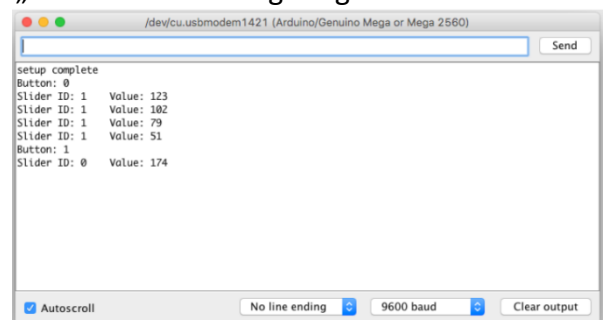 /dev/cu.usbmodem1421 (Arduino/Genuino Mega or Mega 2560)
Send
setup complete
Button: 0
Slider ID: 1 Value: 123
Slider ID: 1 Value: 102
Slider ID: 1 Value: 79
Slider ID: 1 Value: 51
Button: 1
Slider ID: 0 Value: 174
Autoscroll No line ending 9600 baud Clear output